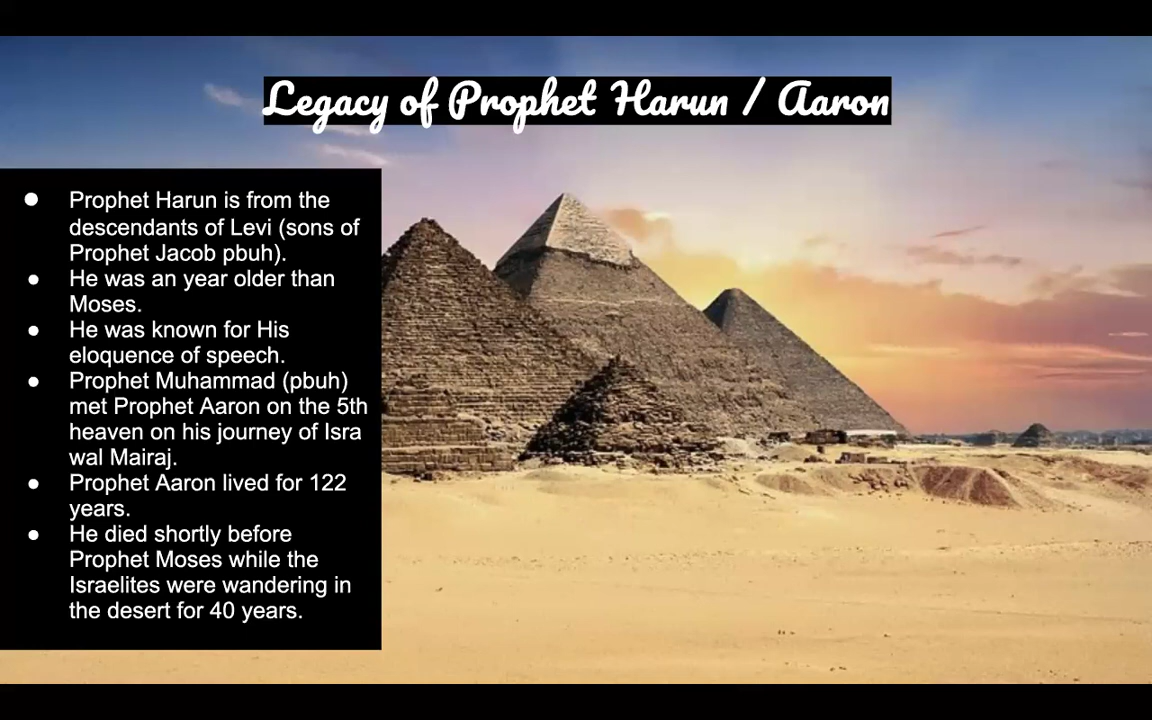 Legacy of Prophet Harun / Aaron
● Prophet Harun is from the
descendants of Levi (sons of
Prophet Jacob pbuh).
● He was an year older than
Moses.
● He was known for His
eloquence of speech.
● Prophet Muhammad (pbuh)
met Prophet Aaron on the 5th
heaven on his journey of Isra
wal Mairaj.
● Prophet Aaron lived for 122
years.
● He died shortly before
Prophet Moses while the
Israelites were wandering in
the desert for 40 years.